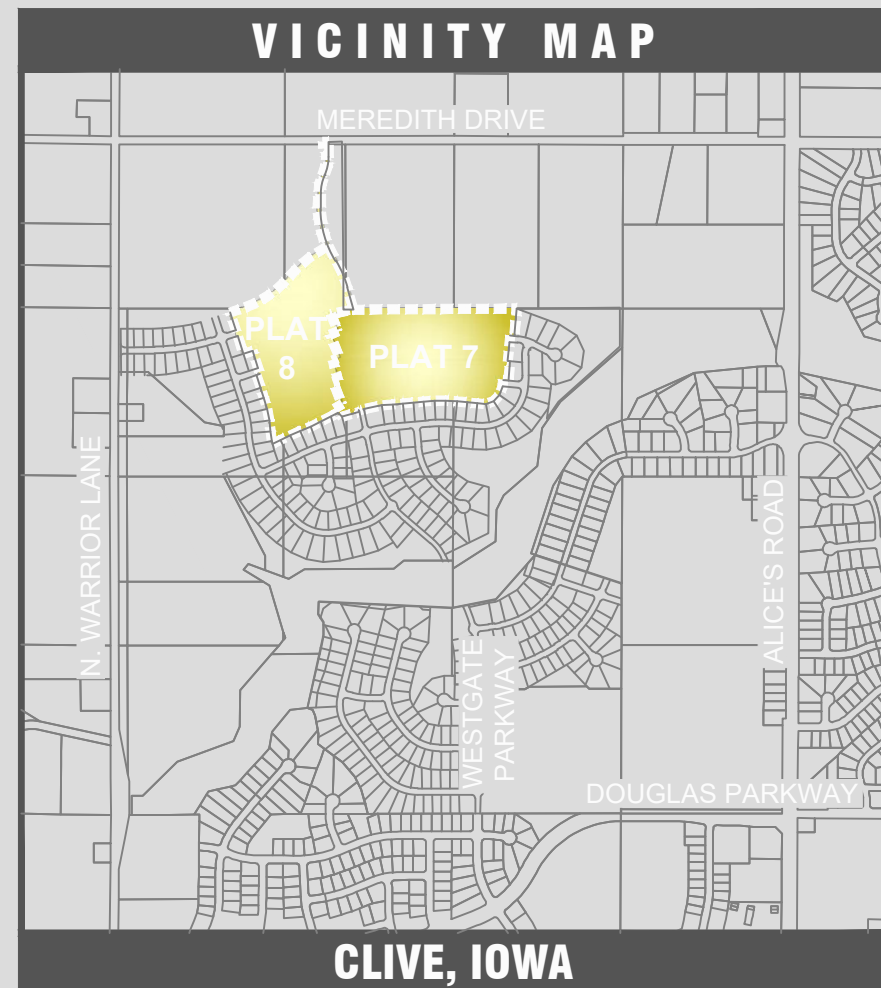 VICINITY MAP
MEREDITH DRIVE
PLAT
8
PLAT 7
N. WARRIOR LANE
ALICE'S ROAD
WESTGATE
PARKWAY
DOUGLAS PARKWAY
CLIVE, IOWA